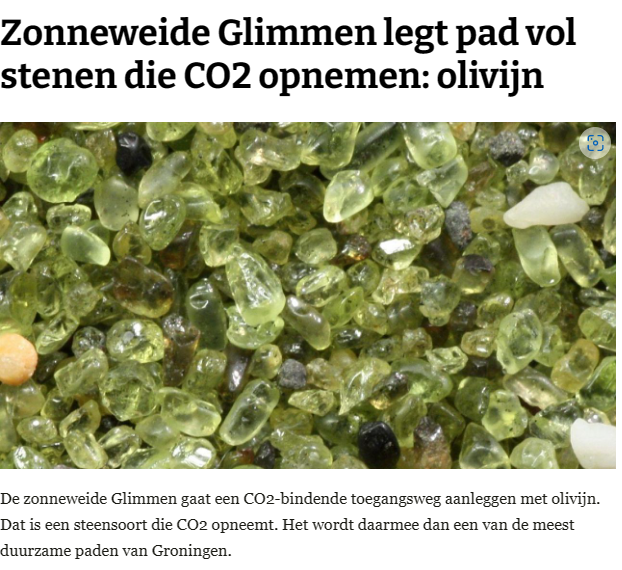 Zonneweide Glimmen legt pad vol
stenen die CO2 opnemen: olivijn
De zonneweide Glimmen gaat een CO2-bindende toegangsweg aanleggen met olivijn.
Dat is een steensoort die CO2 opneemt. Het wordt daarmee dan een van de meest
duurzame paden van Groningen.